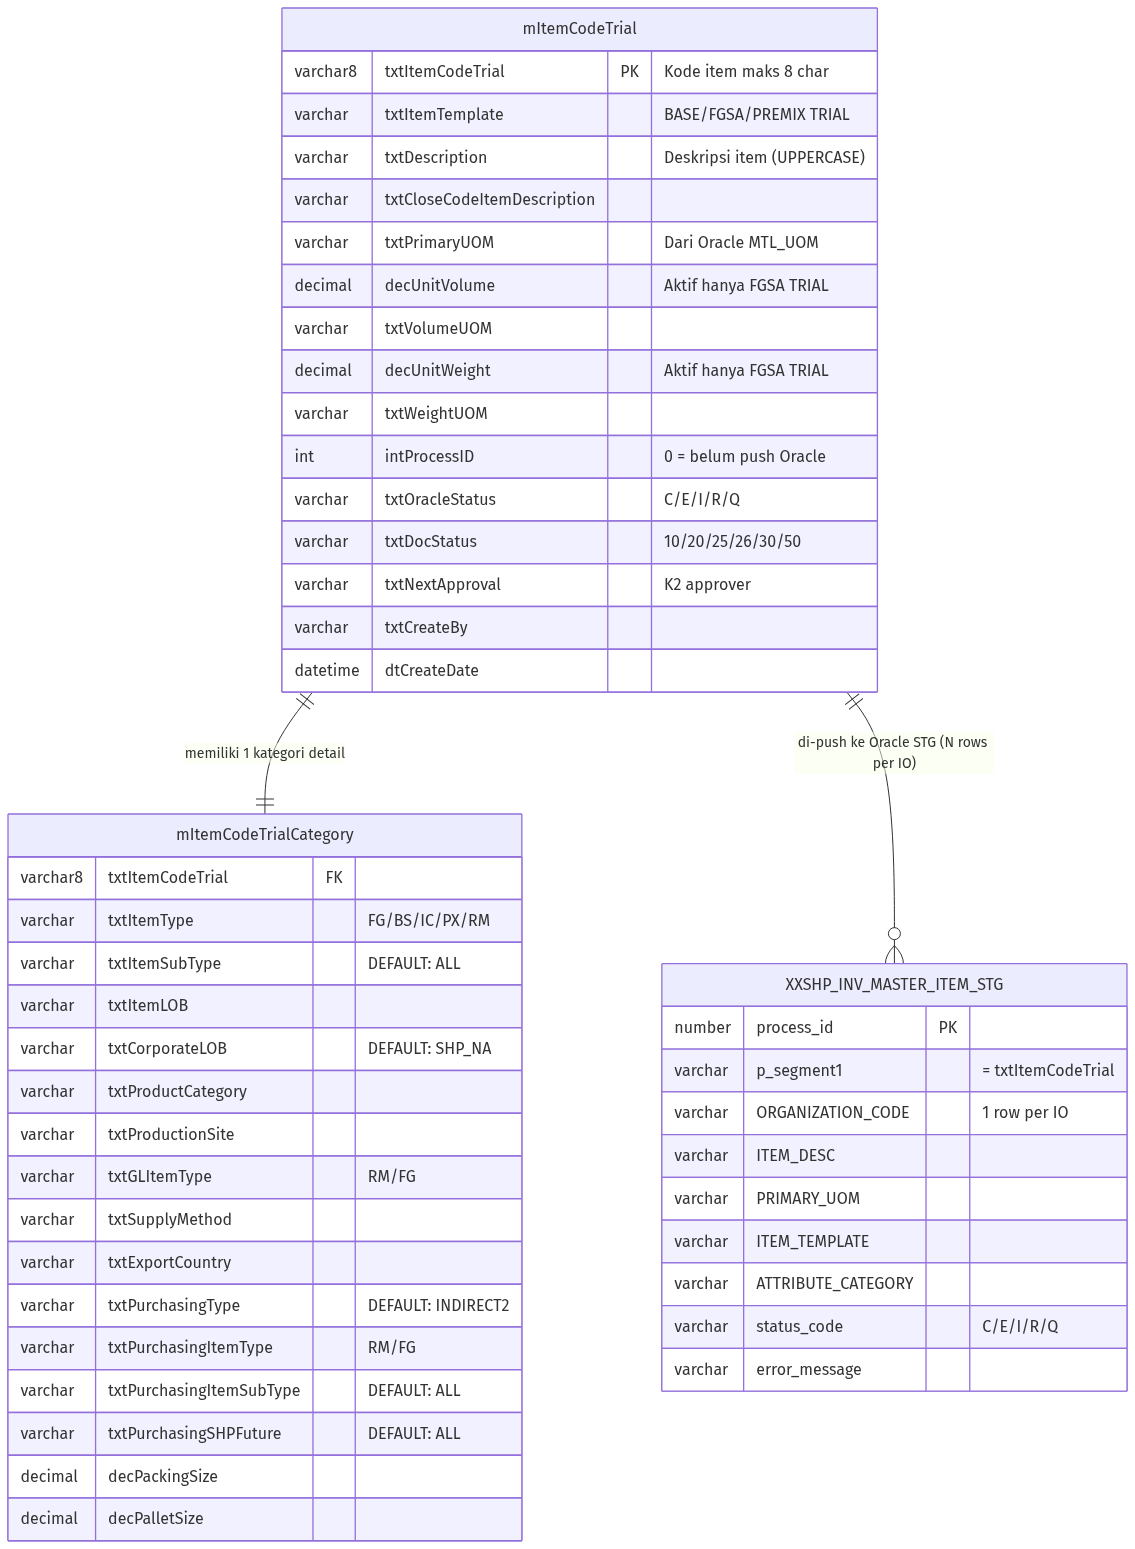 mItemCodeTrial
varchar8 txtItemCodeTrial PK Kode item maks 8 char
varchar txtItemTemplate BASE/FGSA/PREMIX TRIAL
varchar txtDescription Deskripsi item (UPPERCASE)
varchar txtCloseCodeItemDescription
varchar txtPrimaryUOM Dari Oracle MTL_UOM
decimal decUnitVolume Aktif hanya FGSA TRIAL
varchar txtVolumeUOM
decimal decUnitWeight Aktif hanya FGSA TRIAL
varchar txtWeightUOM
int intProcessID 0 = belum push Oracle
varchar txtOracleStatus C/E/I/R/Q
varchar txtDocStatus 10/20/25/26/30/50
varchar txtNextApproval K2 approver
varchar txtCreateBy
datetime dtCreateDate
memiliki 1 kategori detail
di-push ke Oracle STG (N rows
per IO)
mItemCodeTrialCategory
varchar8 txtItemCodeTrial FK
varchar txtItemType FG/BS/IC/PX/RM
varchar txtItemSubType DEFAULT: ALL
varchar txtItemLOB
varchar txtCorporateLOB DEFAULT: SHP_NA
varchar txtProductCategory
varchar txtProductionSite
varchar txtGLItemType RM/FG
varchar txtSupplyMethod
varchar txtExportCountry
varchar txtPurchasingType DEFAULT: INDIRECT2
varchar txtPurchasingItemType RM/FG
varchar txtPurchasingItemSubType DEFAULT: ALL
varchar txtPurchasingSHPFuture DEFAULT: ALL
decimal decPackingSize
decimal decPalletSize
XXSHP_INV_MASTER_ITEM_STG
number process_id PK
varchar p_segment1 = txtItemCodeTrial
varchar ORGANIZATION_CODE 1 row per IO
varchar ITEM_DESC
varchar PRIMARY_UOM
varchar ITEM_TEMPLATE
varchar ATTRIBUTE_CATEGORY
varchar status_code C/E/I/R/Q
varchar error_message